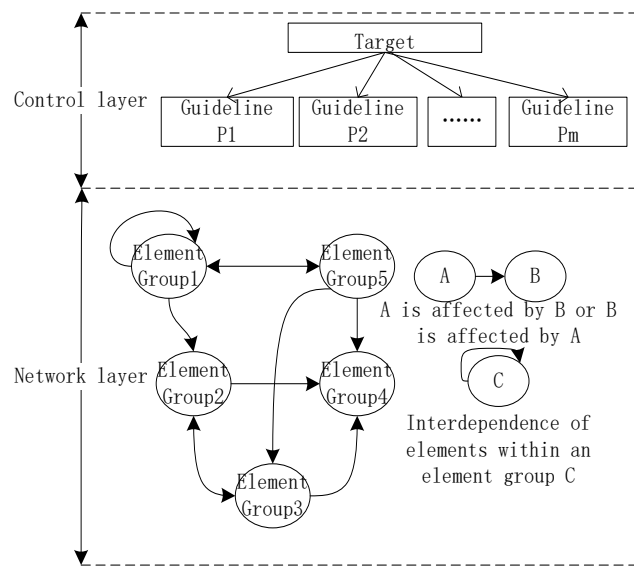 Target
Control layer
Guideline
P1
Guideline
P2
……
Guideline
Pm
Element
Group1
Element
Group5
A
B
A is affected by B or B
is affected by A
Network layer
Element
Group2
Element
Group4
C
Interdependence of
elements within an
element group C
Element
Group3